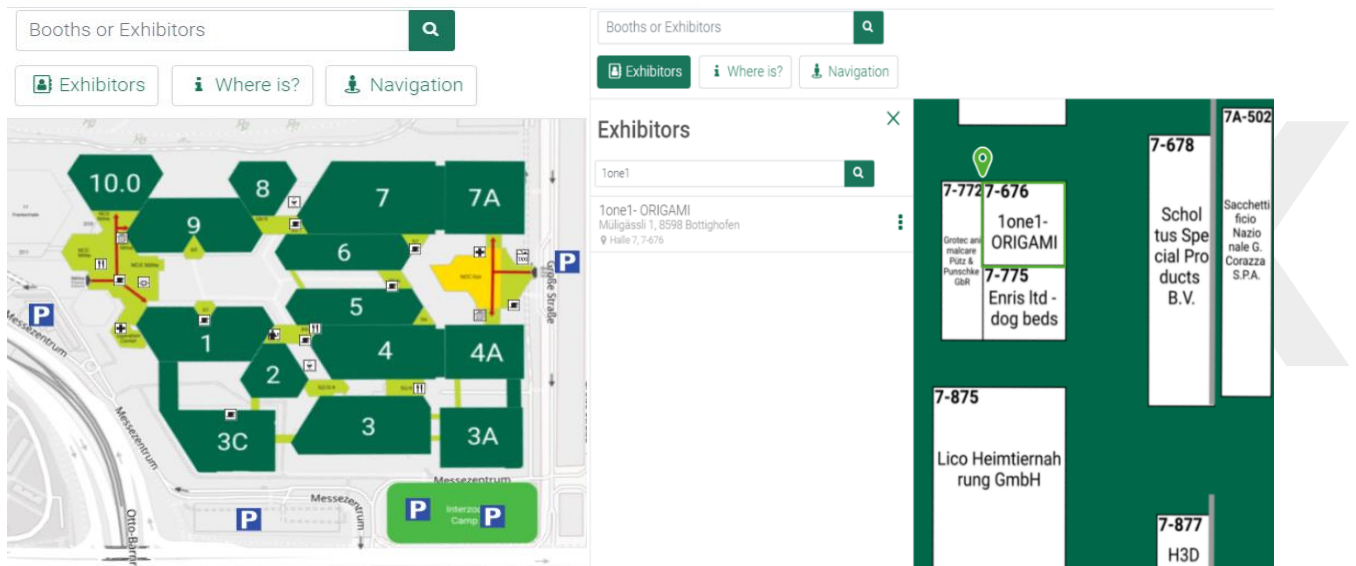 Booths or Exhibitors
Exhibitors
Where is?
Navigation
10.0
8
7
7A
9
6
5
1
4
4A
2
3C
3
3A
P
P
P
P
P
Große Straße
Messezentrum
Messezentrum
Messezentrum
Messezentrum
Interzoo
Camp
Booths or Exhibitors
Exhibitors
Where is?
Navigation
Exhibitors
1one1
1one1- ORIGAMI
Müligässli 1, 8598 Bottighofen
Halle 7, 7-676
7-772
Grotec ani
malcare
Pütz &
Punschke
GbR
7-676
1one1-
ORIGAMI
7-775
Enris ltd -
dog beds
7-678
Schol
tus Spe
cial Pro
ducts
B.V.
7A-502
Sacchetti
ficio
Nazio
nale G.
Corazza
S.P.A.
7-875
Lico Heimtiernah
rung GmbH
7-877
H3D